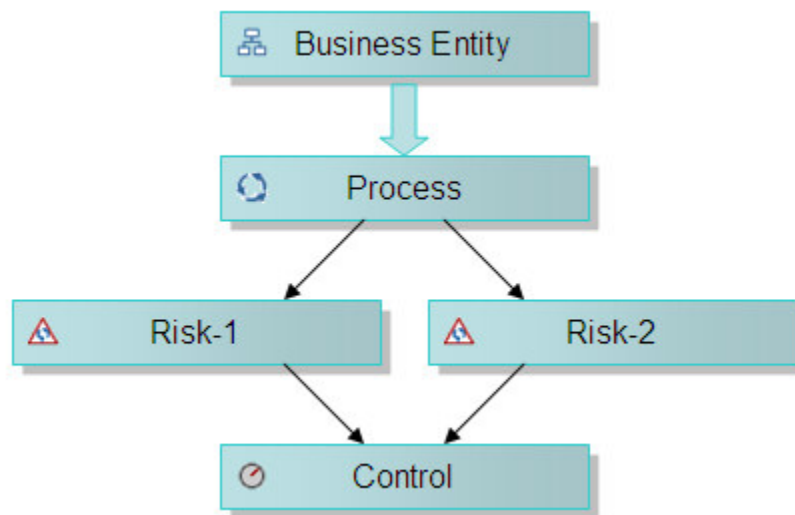 Business Entity
Process
Risk-1
Risk-2
Control